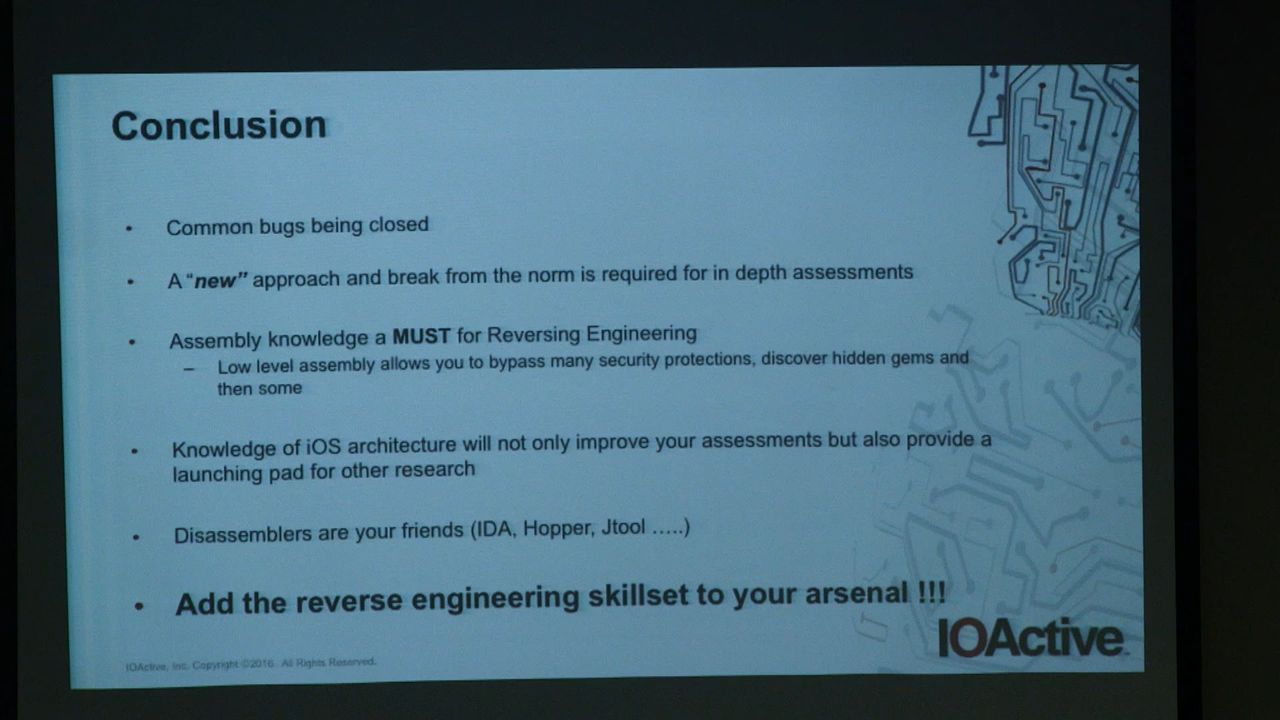 Conclusion
• Common bugs being closed
• A “new” approach and break from the norm is required for in depth assessments
• Assembly knowledge a MUST for Reversing Engineering
– Low level assembly allows you to bypass many security protections, discover hidden gems and
then some
• Knowledge of iOS architecture will not only improve your assessments but also provide a
launching pad for other research
• Disassemblers are your friends (IDA, Hopper, Jtool …..)
• Add the reverse engineering skillset to your arsenal !!!
IOActive
IOActive, Inc. Copyright ©2016. All Rights Reserved.